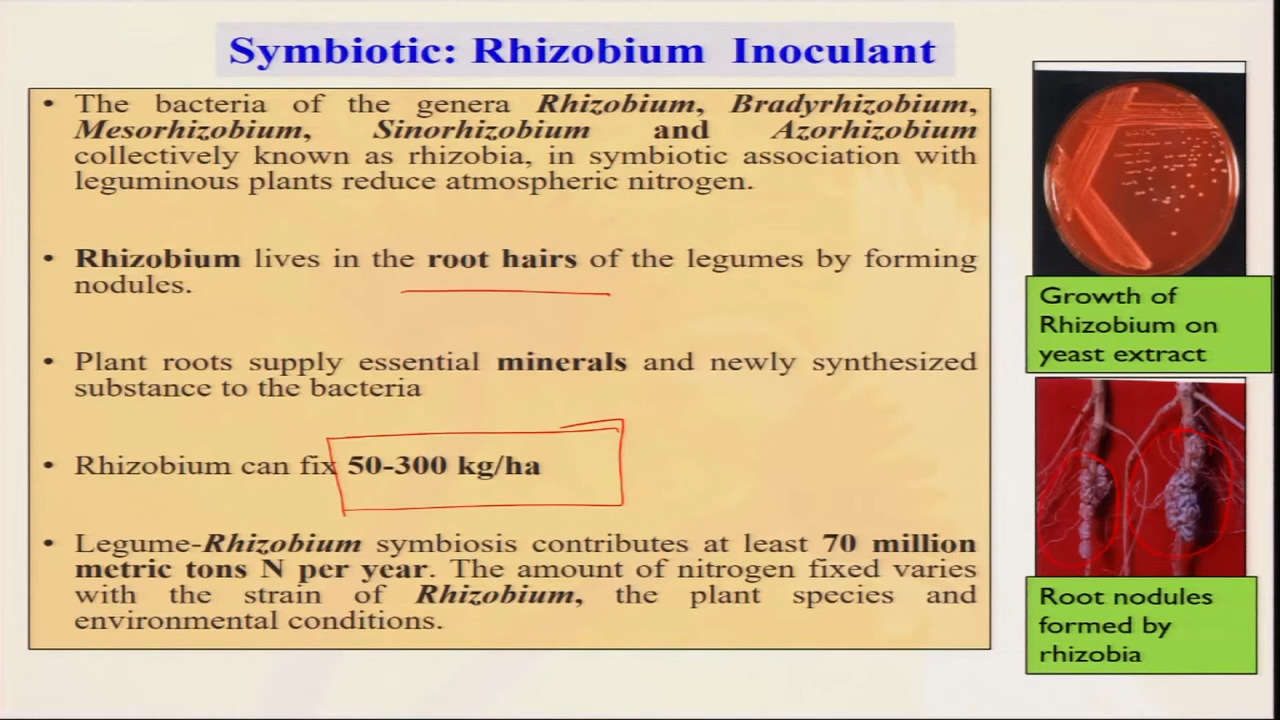 Symbiotic: Rhizobium Inoculant
• The bacteria of the genera Rhizobium, Bradyrhizobium,
Mesorhizobium, Sinorhizobium and Azorhizobium
collectively known as rhizobia, in symbiotic association with
leguminous plants reduce atmospheric nitrogen.
• Rhizobium lives in the root hairs of the legumes by forming
nodules.
• Plant roots supply essential minerals and newly synthesized
substance to the bacteria
• Rhizobium can fix 50-300 kg/ha
• Legume-Rhizobium symbiosis contributes at least 70 million
metric tons N per year. The amount of nitrogen fixed varies
with the strain of Rhizobium, the plant species and
environmental conditions.
Growth of
Rhizobium on
yeast extract
Root nodules
formed by
rhizobia